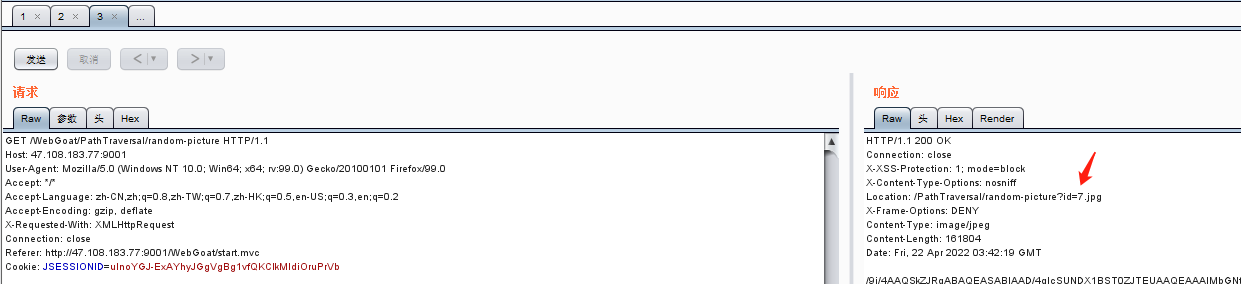 1 × 2 × 3 × ...
发送 取消 < ▼ > ▼
请求
Raw 参数 头 Hex
GET /WebGoat/PathTraversal/random-picture HTTP/1.1
Host: 47.108.183.77:9001
User-Agent: Mozilla/5.0 (Windows NT 10.0; Win64; x64; rv:99.0) Gecko/20100101 Firefox/99.0
Accept: */*
Accept-Language: zh-CN,zh;q=0.8,zh-TW;q=0.7,zh-HK;q=0.5,en-US;q=0.3,en;q=0.2
Accept-Encoding: gzip, deflate
X-Requested-With: XMLHttpRequest
Connection: close
Referer: http://47.108.183.77:9001/WebGoat/start.mvc
Cookie:
响应
Raw 头 Hex Render
HTTP/1.1 200 OK
Connection: close
X-XSS-Protection: 1; mode=block
X-Content-Type-Options: nosniff
Location: /PathTraversal/random-picture?id=7.jpg
X-Frame-Options: DENY
Content-Type: image/jpeg
Content-Length: 161804
Date: Fri, 22 Apr 2022 03:42:19 GMT